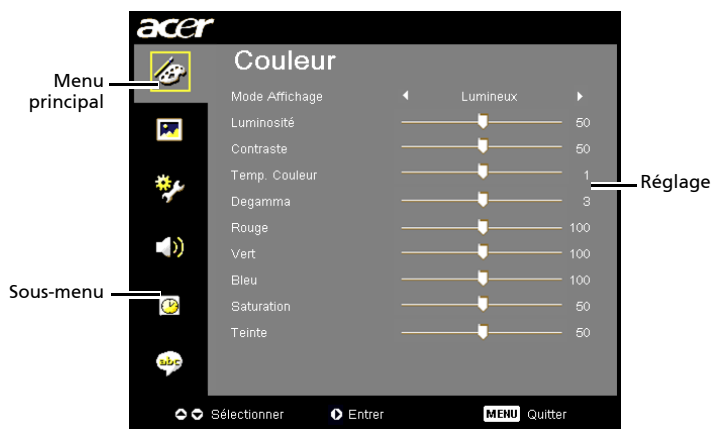 acer
Couleur
Menu principal
Mode Affichage Lumineux
Luminosité 50
Contraste 50
Temp. Couleur 1
Réglage
Degamma 3
Rouge 100
Vert 100
Bleu 100
Sous-menu
Saturation 50
Teinte 50
abc
Sélectionner Entrer MENU Quitter